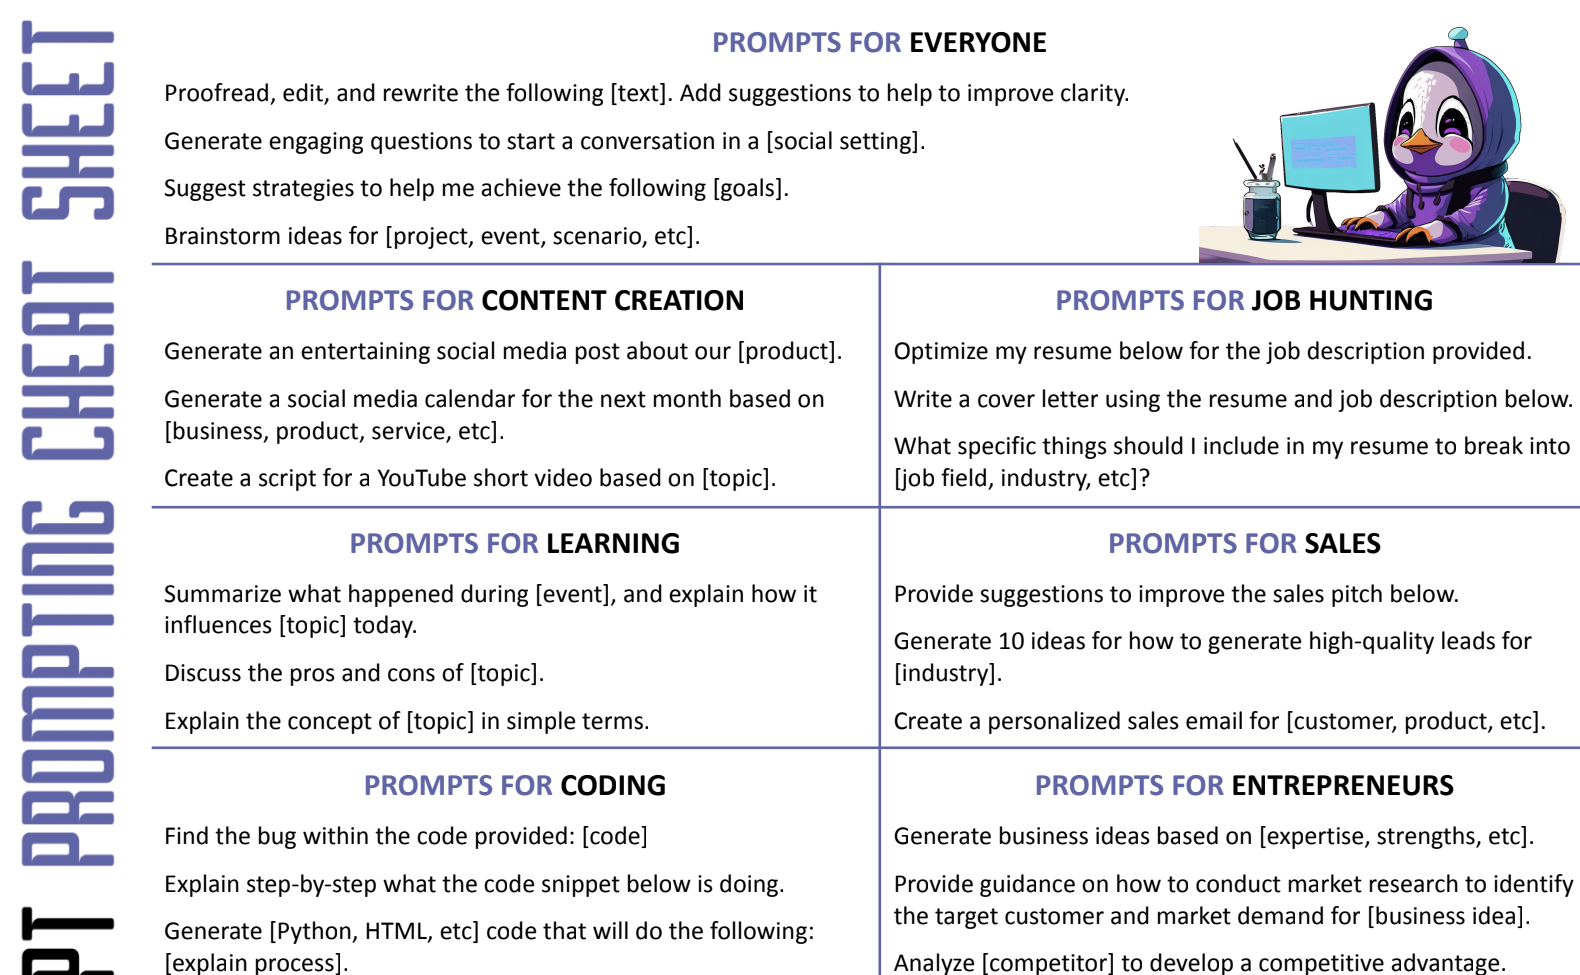 PROMPTS FOR EVERYONE
Proofread, edit, and rewrite the following [text]. Add suggestions to help to improve clarity.
Generate engaging questions to start a conversation in a [social setting].
Suggest strategies to help me achieve the following [goals].
Brainstorm ideas for [project, event, scenario, etc].
PROMPTS FOR CONTENT CREATION
Generate an entertaining social media post about our [product].
Generate a social media calendar for the next month based on
[business, product, service, etc].
Create a script for a YouTube short video based on [topic].
PROMPTS FOR JOB HUNTING
Optimize my resume below for the job description provided.
Write a cover letter using the resume and job description below.
What specific things should I include in my resume to break into
[job field, industry, etc]?
PROMPTS FOR LEARNING
Summarize what happened during [event], and explain how it
influences [topic] today.
Discuss the pros and cons of [topic].
Explain the concept of [topic] in simple terms.
PROMPTS FOR SALES
Provide suggestions to improve the sales pitch below.
Generate 10 ideas for how to generate high-quality leads for
[industry].
Create a personalized sales email for [customer, product, etc].
PROMPTS FOR CODING
Find the bug within the code provided: [code]
Explain step-by-step what the code snippet below is doing.
Generate [Python, HTML, etc] code that will do the following:
[explain process].
PROMPTS FOR ENTREPRENEURS
Generate business ideas based on [expertise, strengths, etc].
Provide guidance on how to conduct market research to identify
the target customer and market demand for [business idea].
Analyze [competitor] to develop a competitive advantage.
PT PROMPTING CHEAT SHEET